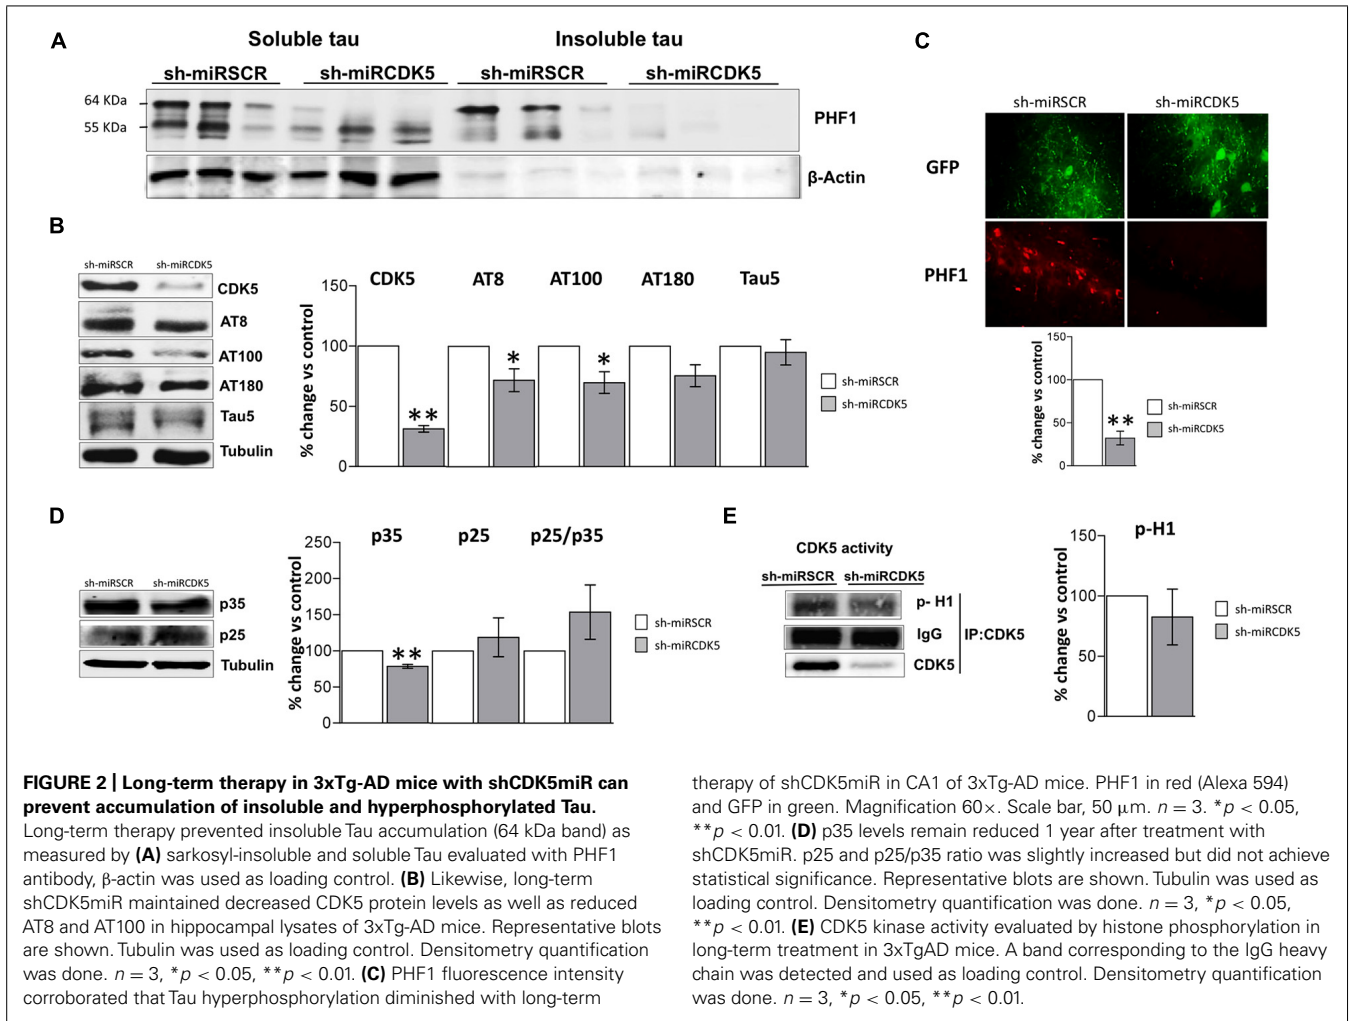 A
Soluble tau
Insoluble tau
sh-miRSCR
sh-miRCDK5
sh-miRSCR
sh-miRCDK5
64 KDa
55 KDa
PHF1
β-Actin
B
sh-miRSCR
sh-miRCDK5
CDK5
AT8
AT100
AT180
Tau5
Tubulin
% change vs control
150
100
50
0
CDK5
AT8
AT100
AT180
Tau5
**
*
*
sh-miRSCR
sh-miRCDK5
C
sh-miRSCR
sh-miRCDK5
GFP
PHF1
% change vs control
150
100
50
0
**
sh-miRSCR
sh-miRCDK5
D
sh-miRSCR
sh-miRCDK5
p35
p25
Tubulin
% change vs control
250
200
150
100
50
0
p35
p25
p25/p35
**
sh-miRSCR
sh-miRCDK5
E
CDK5 activity
sh-miRSCR
sh-miRCDK5
p- H1
IgG
CDK5
IP:CDK5
p-H1
% change vs control
150
100
50
0
sh-miRSCR
sh-miRCDK5
FIGURE 2 | Long-term therapy in 3xTg-AD mice with shCDK5miR can
prevent accumulation of insoluble and hyperphosphorylated Tau.
Long-term therapy prevented insoluble Tau accumulation (64 kDa band) as
measured by (A) sarkosyl-insoluble and soluble Tau evaluated with PHF1
antibody, β-actin was used as loading control. (B) Likewise, long-term
shCDK5miR maintained decreased CDK5 protein levels as well as reduced
AT8 and AT100 in hippocampal lysates of 3xTg-AD mice. Representative blots
are shown. Tubulin was used as loading control. Densitometry quantification
was done. n = 3, *p < 0.05, **p < 0.01. (C) PHF1 fluorescence intensity
corroborated that Tau hyperphosphorylation diminished with long-term
therapy of shCDK5miR in CA1 of 3xTg-AD mice. PHF1 in red (Alexa 594)
and GFP in green. Magnification 60×. Scale bar, 50 μm. n = 3. *p < 0.05,
**p < 0.01. (D) p35 levels remain reduced 1 year after treatment with
shCDK5miR. p25 and p25/p35 ratio was slightly increased but did not achieve
statistical significance. Representative blots are shown. Tubulin was used as
loading control. Densitometry quantification was done. n = 3, *p < 0.05,
**p < 0.01. (E) CDK5 kinase activity evaluated by histone phosphorylation in
long-term treatment in 3xTgAD mice. A band corresponding to the IgG heavy
chain was detected and used as loading control. Densitometry quantification
was done. n = 3, *p < 0.05, **p < 0.01.